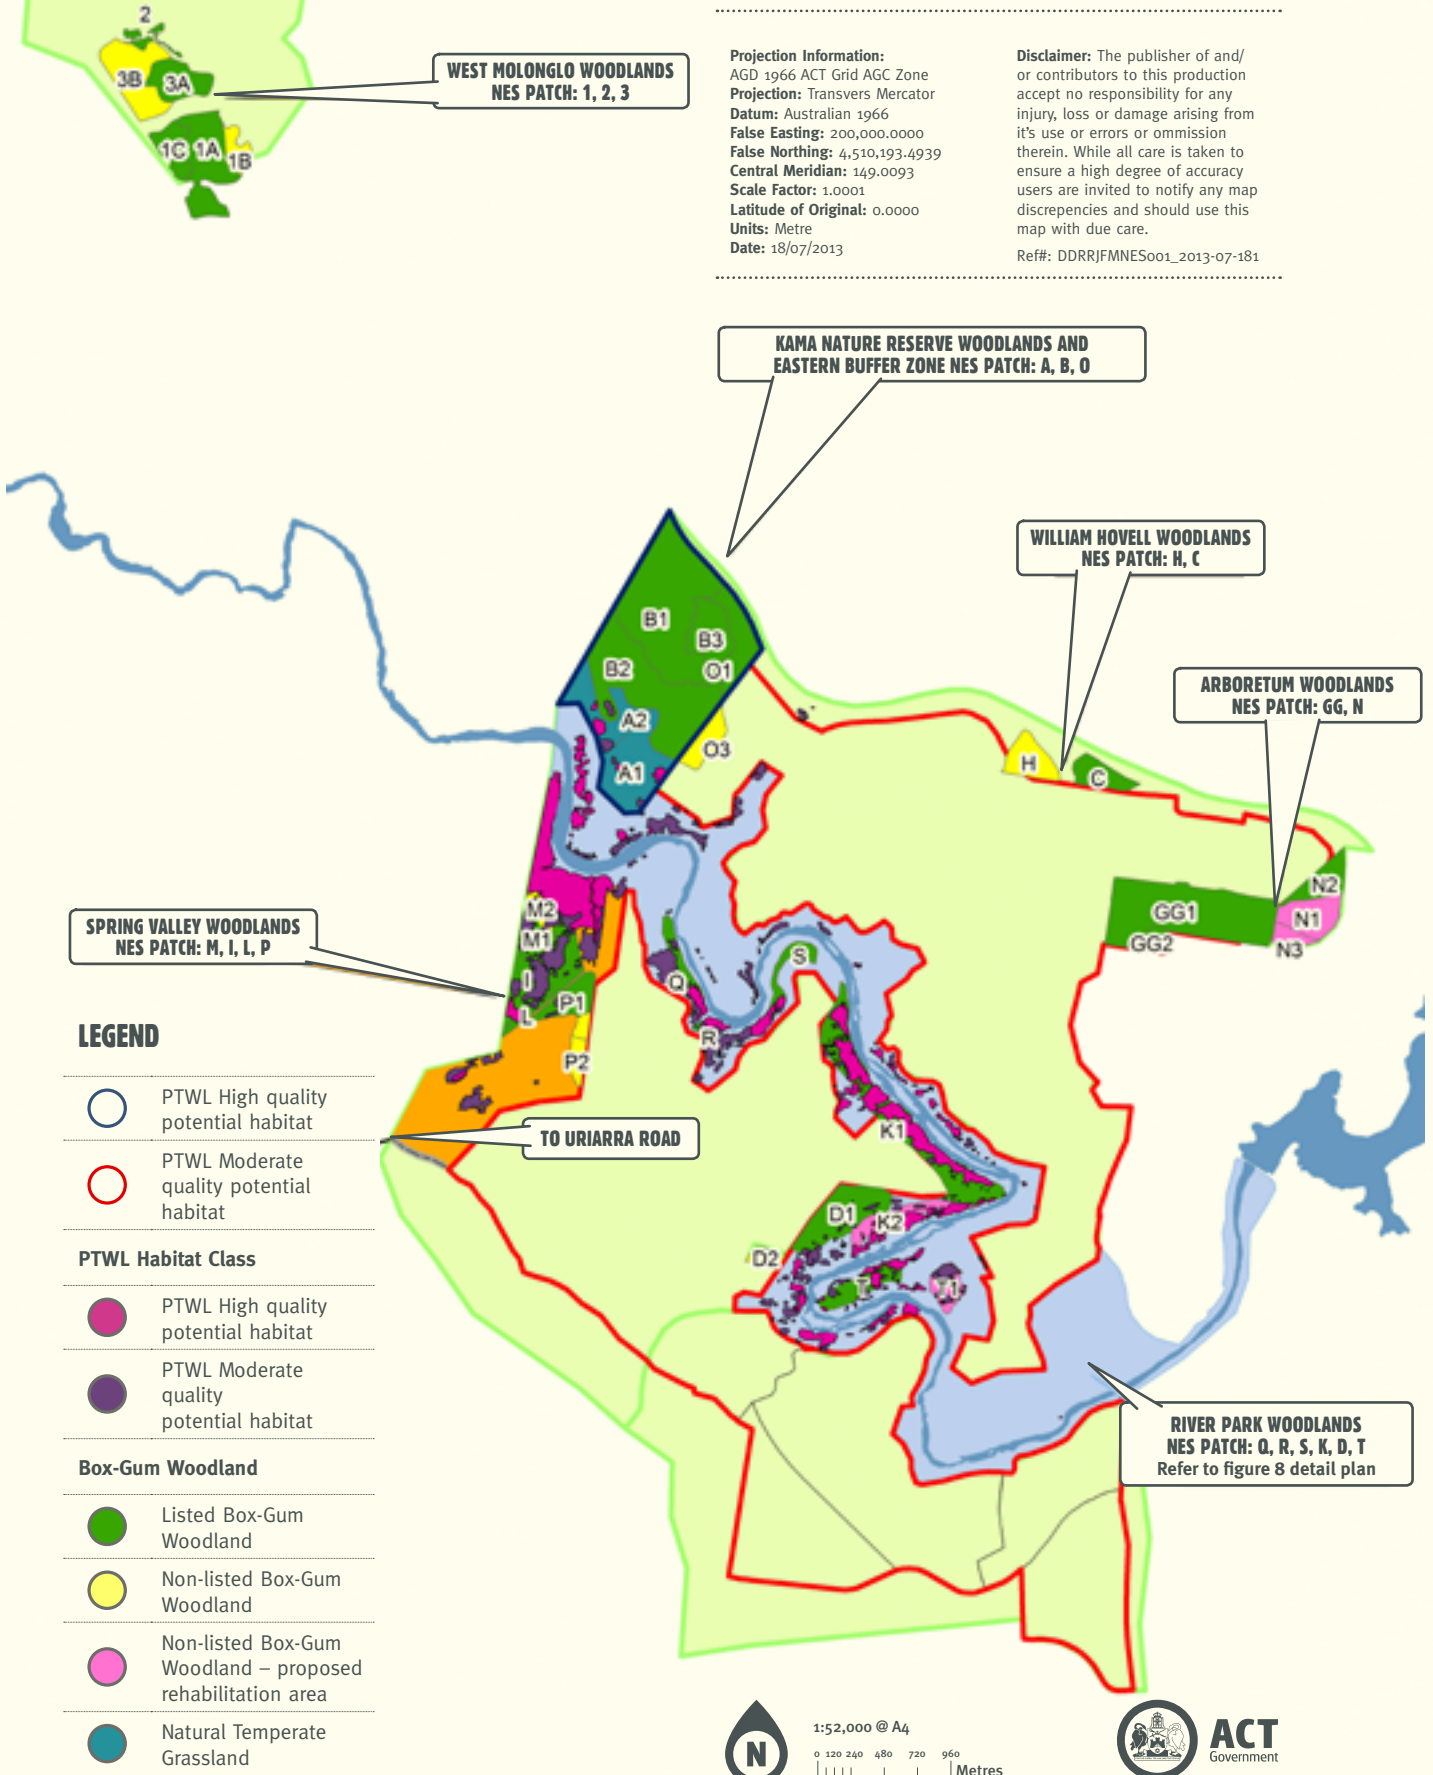 2
3B
3A
1C
1A
1B
WEST MOLONGLO WOODLANDS
NES PATCH: 1, 2, 3
Projection Information:
AGD 1966 ACT Grid AGC Zone
Projection: Transvers Mercator
Datum: Australian 1966
False Easting: 200,000.0000
False Northing: 4,510,193.4939
Central Meridian: 149.0093
Scale Factor: 1.0001
Latitude of Original: 0.0000
Units: Metre
Date: 18/07/2013
Disclaimer: The publisher of and/
or contributors to this production
accept no responsibility for any
injury, loss or damage arising from
it's use or errors or ommission
therein. While all care is taken to
ensure a high degree of accuracy
users are invited to notify any map
discrepencies and should use this
map with due care.
Ref#: DDRRJFMNES001_2013-07-181
KAMA NATURE RESERVE WOODLANDS AND
EASTERN BUFFER ZONE NES PATCH: A, B, O
WILLIAM HOVELL WOODLANDS
NES PATCH: H, C
ARBORETUM WOODLANDS
NES PATCH: GG, N
B1
B3
B2
O1
A2
O3
A1
H
C
N2
GG1
N1
GG2
N3
SPRING VALLEY WOODLANDS
NES PATCH: M, I, L, P
M2
M1
I
P1
L
P2
Q
S
R
K1
D1
K2
D2
T
T1
TO URIARRA ROAD
RIVER PARK WOODLANDS
NES PATCH: Q, R, S, K, D, T
Refer to figure 8 detail plan
LEGEND
PTWL High quality
potential habitat
PTWL Moderate
quality potential
habitat
PTWL Habitat Class
PTWL High quality
potential habitat
PTWL Moderate
quality
potential habitat
Box-Gum Woodland
Listed Box-Gum
Woodland
Non-listed Box-Gum
Woodland
Non-listed Box-Gum
Woodland – proposed
rehabilitation area
Natural Temperate
Grassland
N
1:52,000 @ A4
0 120 240 480 720 960
Metres
ACT
Government